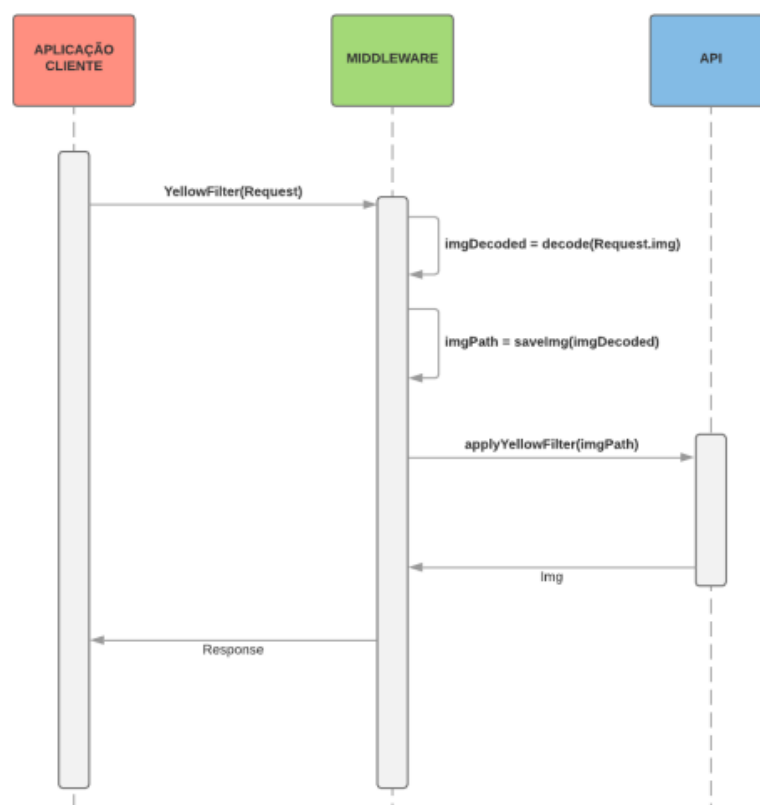 APLICAÇÃO
CLIENTE
MIDDLEWARE
API
YellowFilter(Request)
imgDecoded = decode(Request.img)
imgPath = saveImg(imgDecoded)
applyYellowFilter(imgPath)
Img
Response